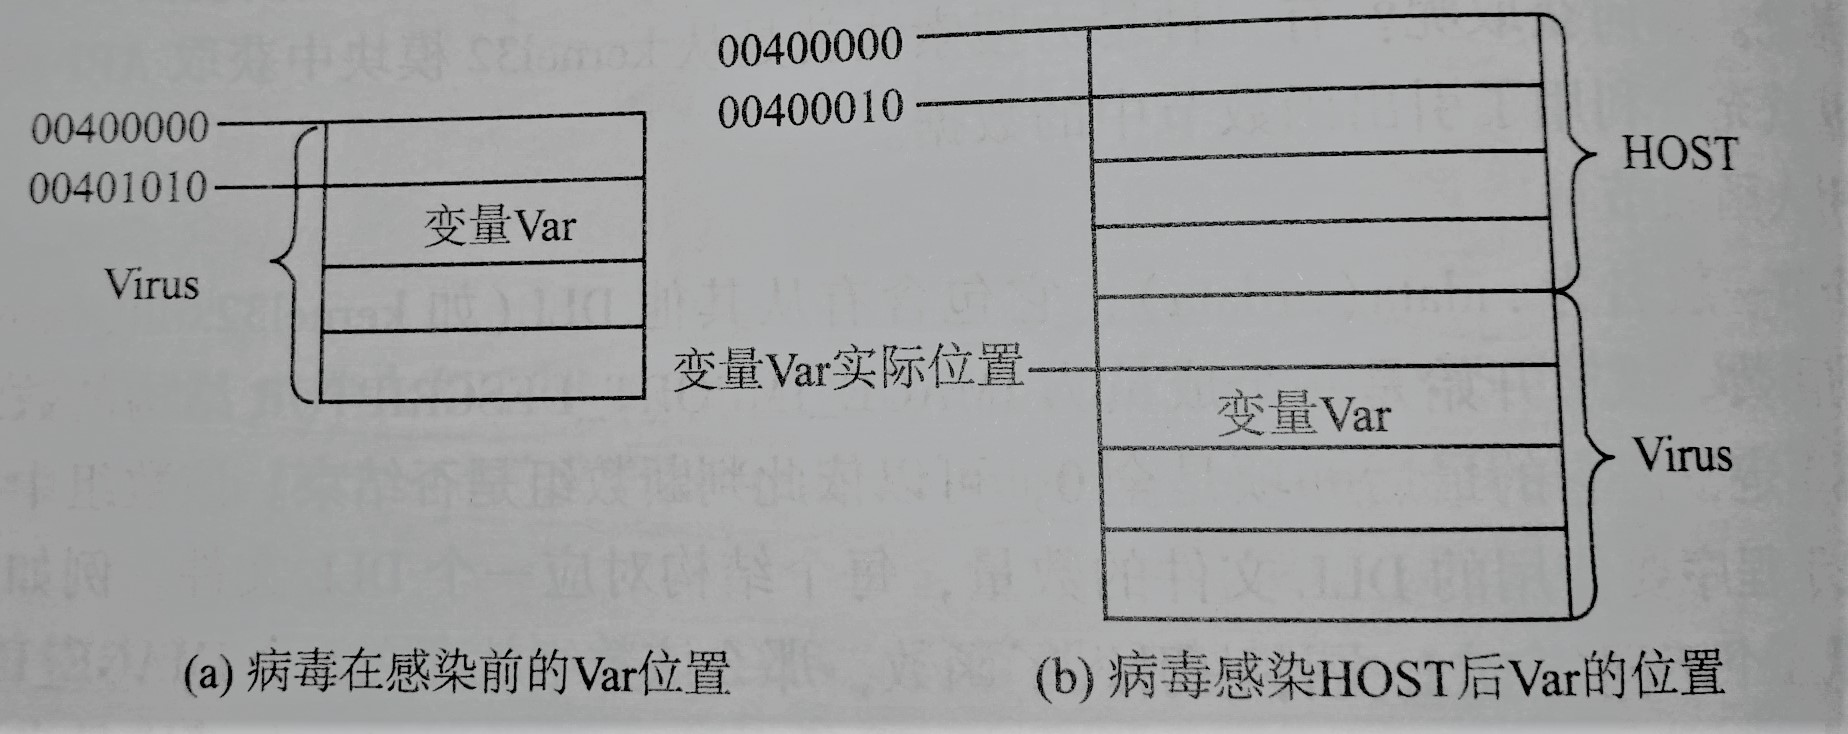 00400000
00401010
变量Var
Virus
(a) 病毒在感染前的Var位置
00400000
00400010
HOST
变量Var实际位置
变量Var
Virus
(b) 病毒感染HOST后Var的位置